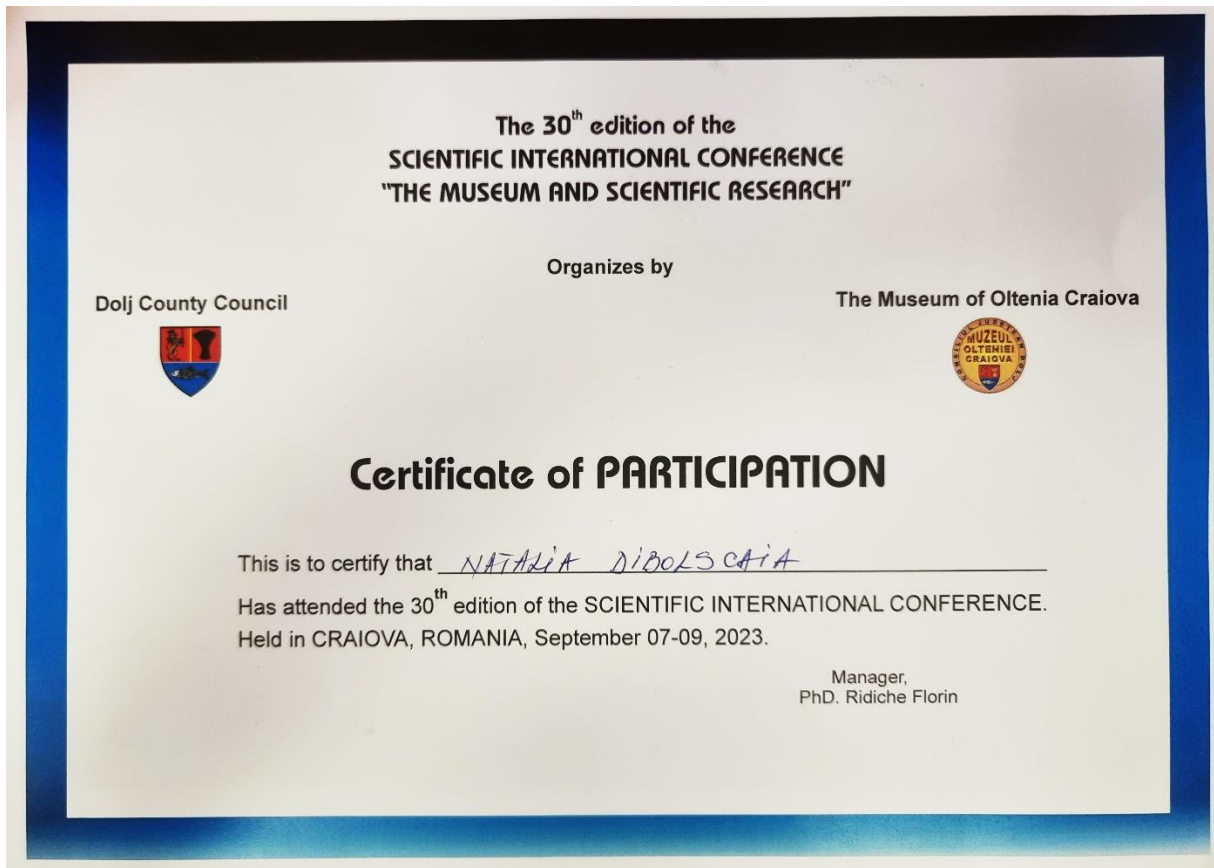 The 30th edition of the
SCIENTIFIC INTERNATIONAL CONFERENCE
"THE MUSEUM AND SCIENTIFIC RESEARCH"
Organizes by
Dolj County Council
The Museum of Oltenia Craiova
CONSILIUL JUDEȚEAN DOLJ
MUZEUL
OLTENIEI
CRAIOVA
Certificate of PARTICIPATION
This is to certify that NATALIA DIBOLSCAIA
Has attended the 30th edition of the SCIENTIFIC INTERNATIONAL CONFERENCE.
Held in CRAIOVA, ROMANIA, September 07-09, 2023.
Manager,
PhD. Ridiche Florin